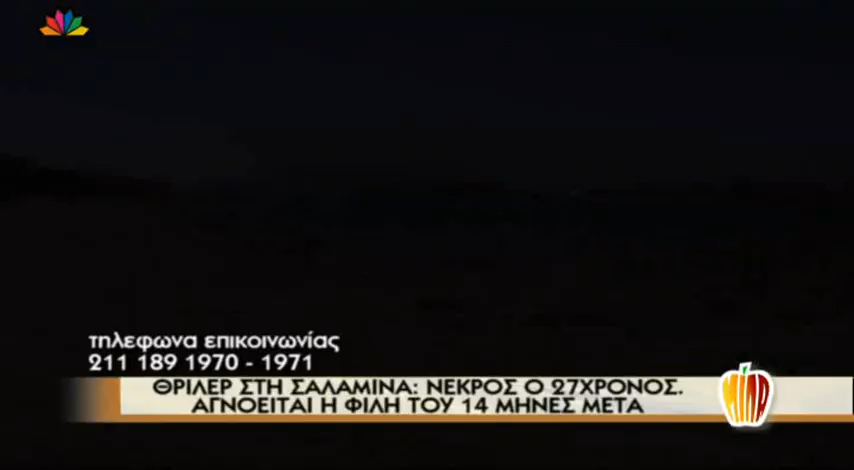 τηλεφωνα επικοινωνίας
211 189 1970 - 1971
ΘΡΙΛΕΡ ΣΤΗ ΣΑΛΑΜΙΝΑ: ΝΕΚΡΟΣ Ο 27ΧΡΟΝΟΣ.
ΑΓΝΟΕΙΤΑΙ Η ΦΙΛΗ ΤΟΥ 14 ΜΗΝΕΣ ΜΕΤΑ